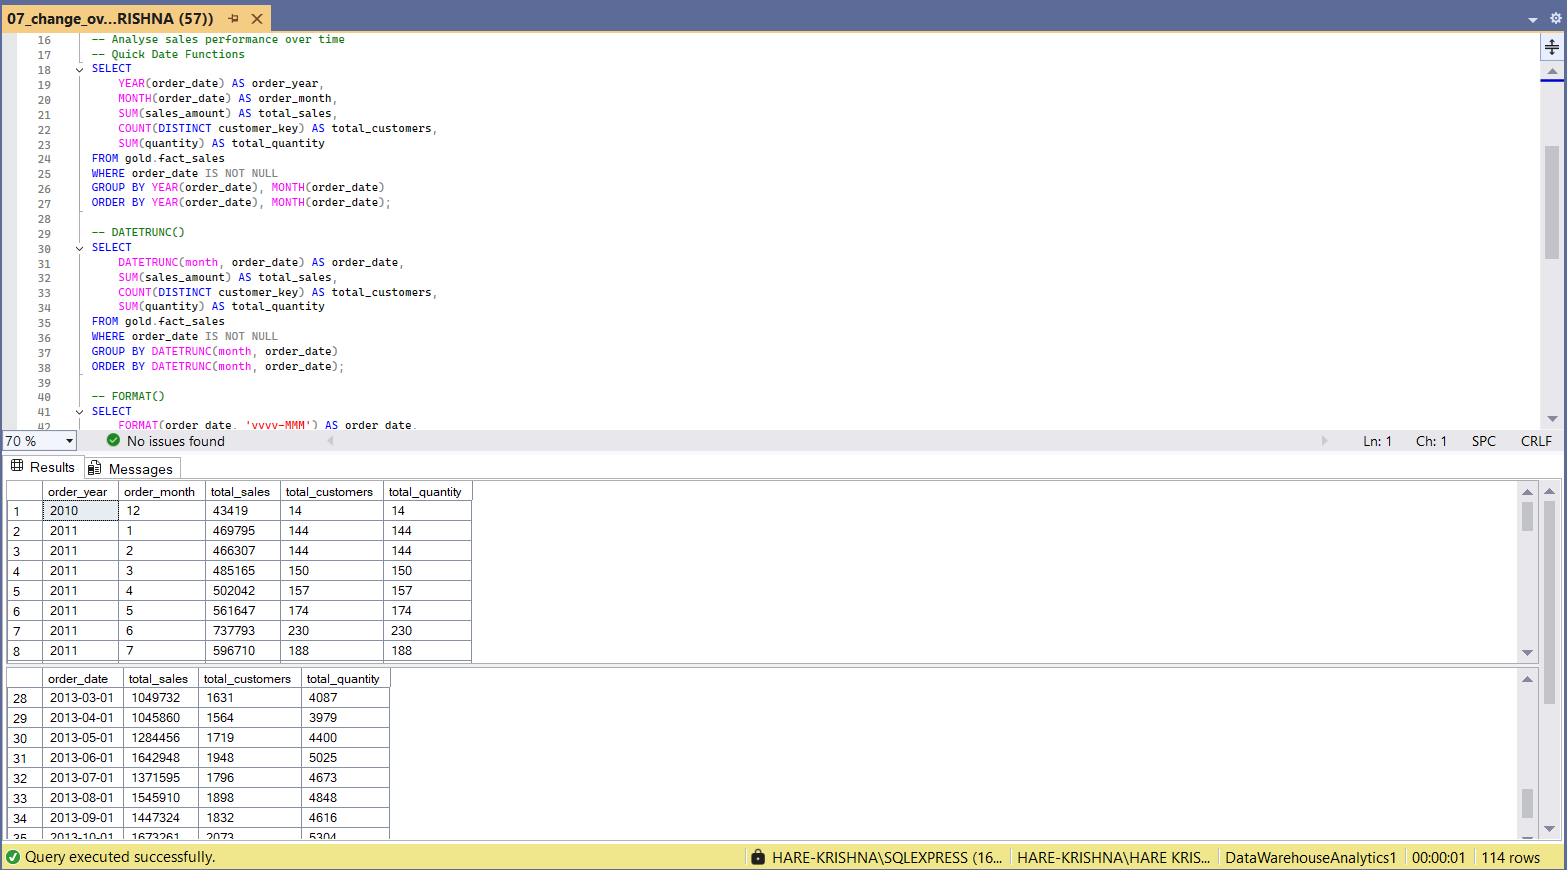 07_change_ov...RISHNA (57))
16 -- Analyse sales performance over time
17 -- Quick Date Functions
18 SELECT
19 YEAR(order_date) AS order_year,
20 MONTH(order_date) AS order_month,
21 SUM(sales_amount) AS total_sales,
22 COUNT(DISTINCT customer_key) AS total_customers,
23 SUM(quantity) AS total_quantity
24 FROM gold.fact_sales
25 WHERE order_date IS NOT NULL
26 GROUP BY YEAR(order_date), MONTH(order_date)
27 ORDER BY YEAR(order_date), MONTH(order_date);
28
29 -- DATETRUNC()
30 SELECT
31 DATETRUNC(month, order_date) AS order_date,
32 SUM(sales_amount) AS total_sales,
33 COUNT(DISTINCT customer_key) AS total_customers,
34 SUM(quantity) AS total_quantity
35 FROM gold.fact_sales
36 WHERE order_date IS NOT NULL
37 GROUP BY DATETRUNC(month, order_date)
38 ORDER BY DATETRUNC(month, order_date);
39
40 -- FORMAT()
41 SELECT
42 FORMAT(order_date, 'yyyy-MMM') AS order_date,
70 % No issues found Ln: 1 Ch: 1 SPC CRLF
Results Messages
order_year order_month total_sales total_customers total_quantity
1 2010 12 43419 14 14
2 2011 1 469795 144 144
3 2011 2 466307 144 144
4 2011 3 485165 150 150
5 2011 4 502042 157 157
6 2011 5 561647 174 174
7 2011 6 737793 230 230
8 2011 7 596710 188 188
order_date total_sales total_customers total_quantity
28 2013-03-01 1049732 1631 4087
29 2013-04-01 1045860 1564 3979
30 2013-05-01 1284456 1719 4400
31 2013-06-01 1642948 1948 5025
32 2013-07-01 1371595 1796 4673
33 2013-08-01 1545910 1898 4848
34 2013-09-01 1447324 1832 4616
35 2013-10-01 1673261 2073 5304
Query executed successfully. HARE-KRISHNA\SQLEXPRESS (16... HARE-KRISHNA\HARE KRIS... DataWarehouseAnalytics1 00:00:01 114 rows